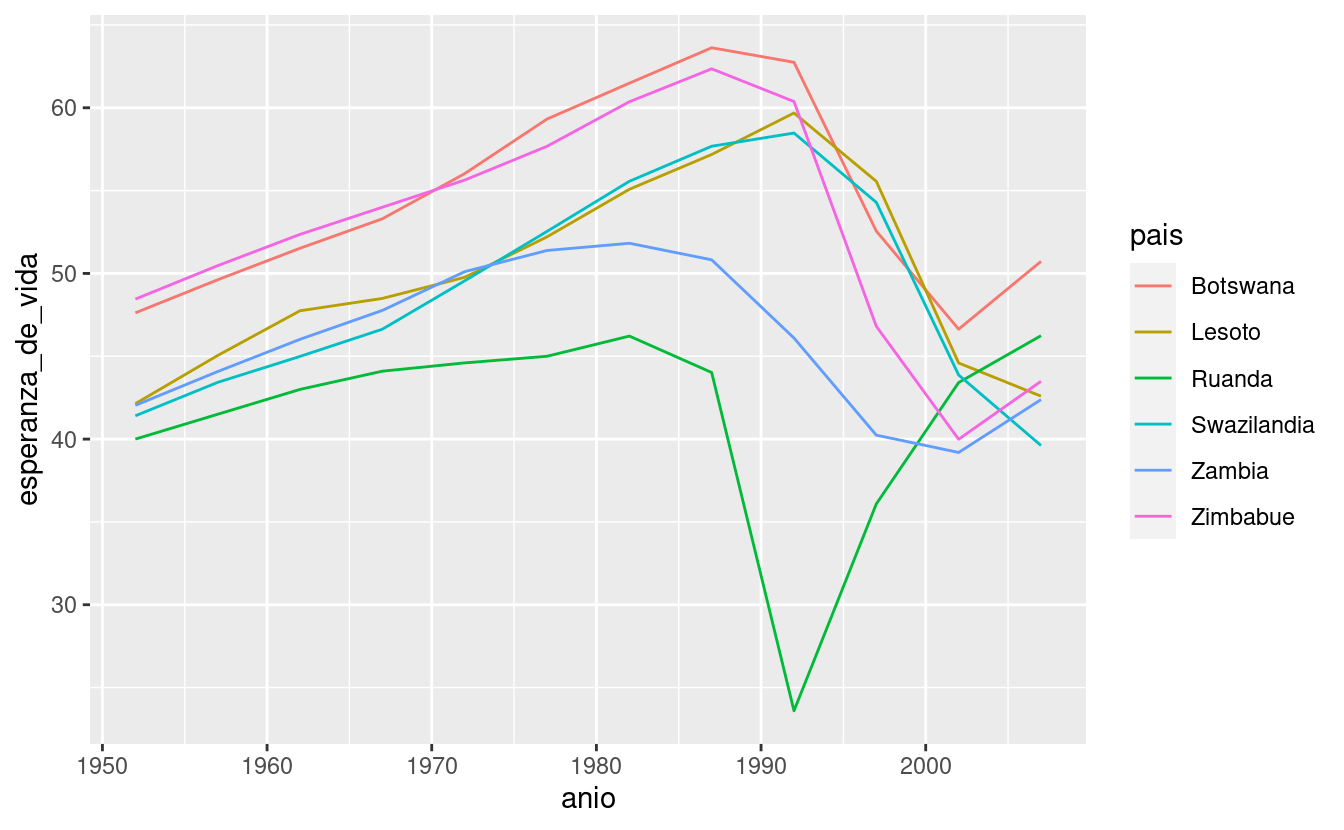 esperanza_de_vida
60
50
40
30
1950
1960
1970
1980
1990
2000
anio
pais
Botswana
Lesoto
Ruanda
Swazilandia
Zambia
Zimbabue